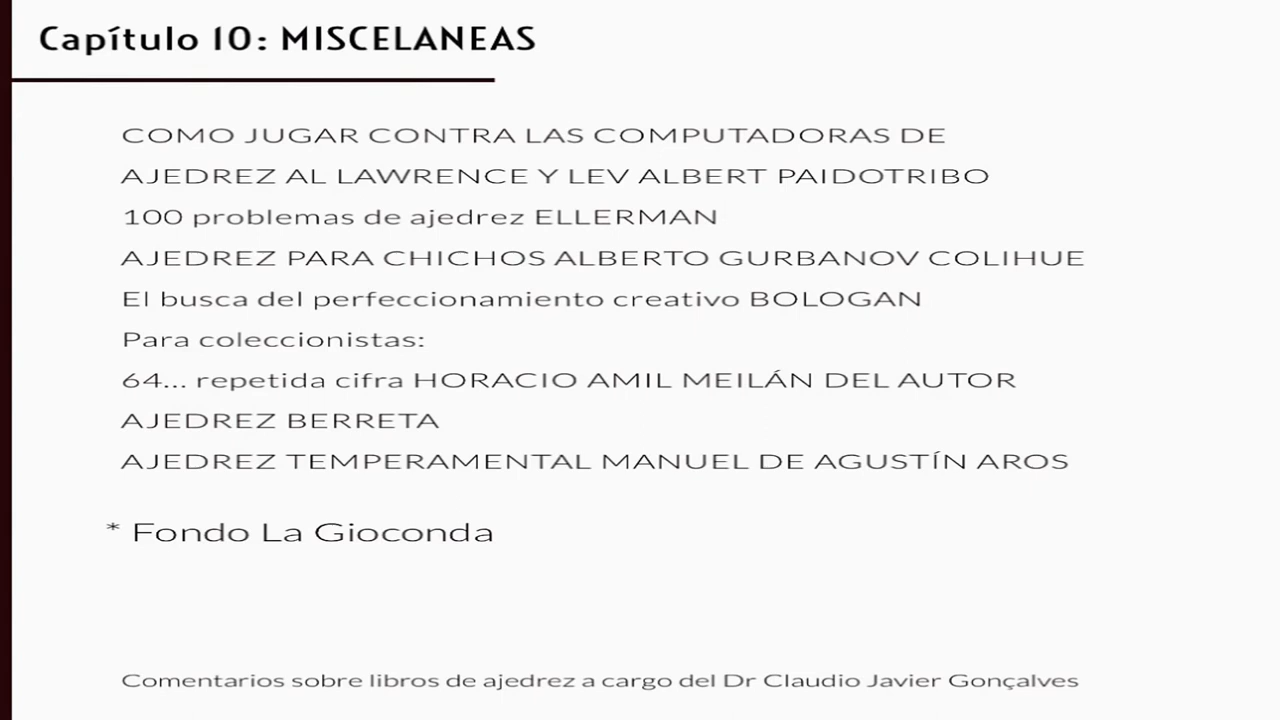 Capítulo 10: MISCELANEAS
COMO JUGAR CONTRA LAS COMPUTADORAS DE
AJEDREZ AL LAWRENCE Y LEV ALBERT PAIDOTRIBO
100 problemas de ajedrez ELLERMAN
AJEDREZ PARA CHICHOS ALBERTO GURBANOV COLIHUE
El busca del perfeccionamiento creativo BOLOGAN
Para coleccionistas:
64... repetida cifra HORACIO AMIL MEILÁN DEL AUTOR
AJEDREZ BERRETA
AJEDREZ TEMPERAMENTAL MANUEL DE AGUSTÍN AROS
* Fondo La Gioconda
Comentarios sobre libros de ajedrez a cargo del Dr Claudio Javier Gonçalves